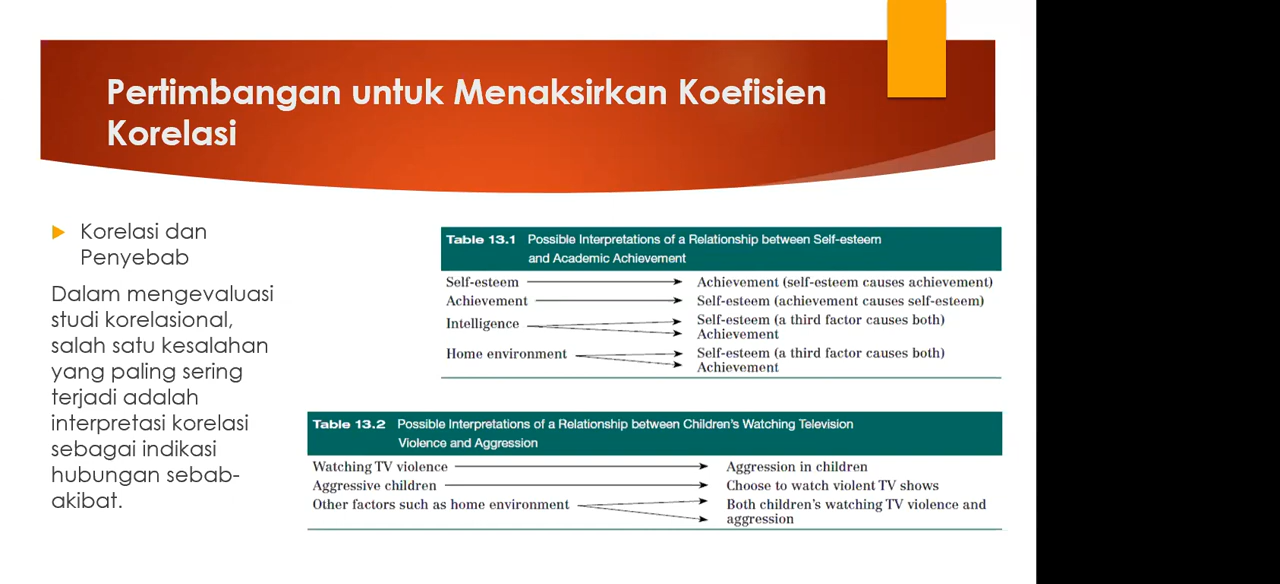 Pertimbangan untuk Menaksirkan Koefisien
Korelasi
Korelasi dan
Penyebab
Dalam mengevaluasi
studi korelasional,
salah satu kesalahan
yang paling sering
terjadi adalah
interpretasi korelasi
sebagai indikasi
hubungan sebab-
akibat.
Table 13.1 Possible Interpretations of a Relationship between Self-esteem
and Academic Achievement
Self-esteem Achievement (self-esteem causes achievement)
Achievement Self-esteem (achievement causes self-esteem)
Intelligence Self-esteem (a third factor causes both)
Achievement
Home environment Self-esteem (a third factor causes both)
Achievement
Table 13.2 Possible Interpretations of a Relationship between Children's Watching Television
Violence and Aggression
Watching TV violence Aggression in children
Aggressive children Choose to watch violent TV shows
Other factors such as home environment Both children's watching TV violence and
aggression